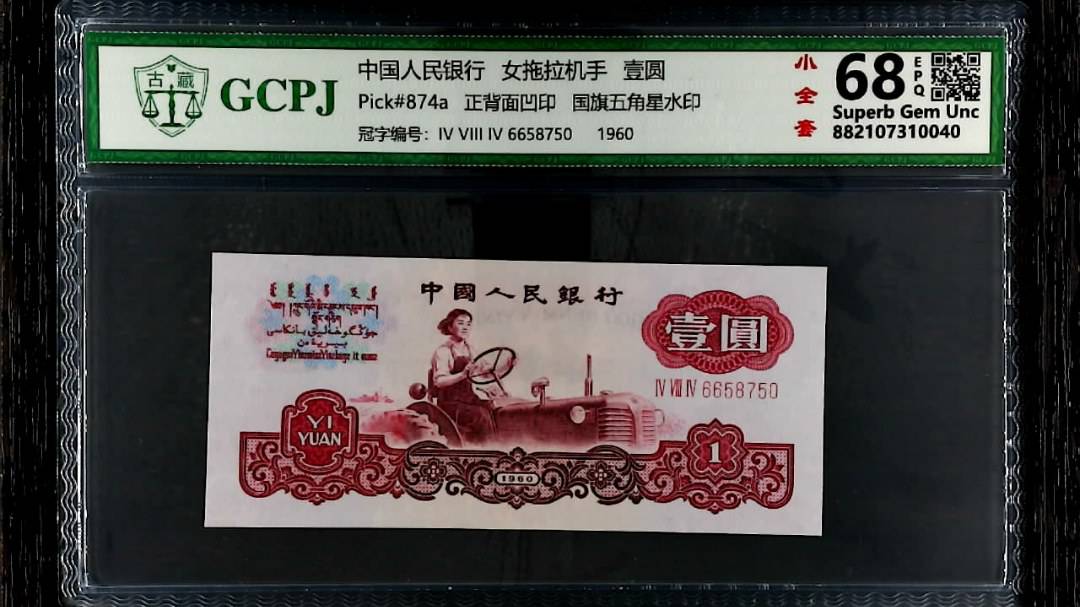 古 藏
GCPJ
中国人民银行 女拖拉机手 壹圆
Pick#874a 正背面凹印 国旗五角星水印
冠字编号: IV VIII IV 6658750 1960
小全套
68 EPQ
Superb Gem Unc
882107310040
中國人民銀行
壹圓
IV VIII IV 6658750
YI
YUAN
1960
1